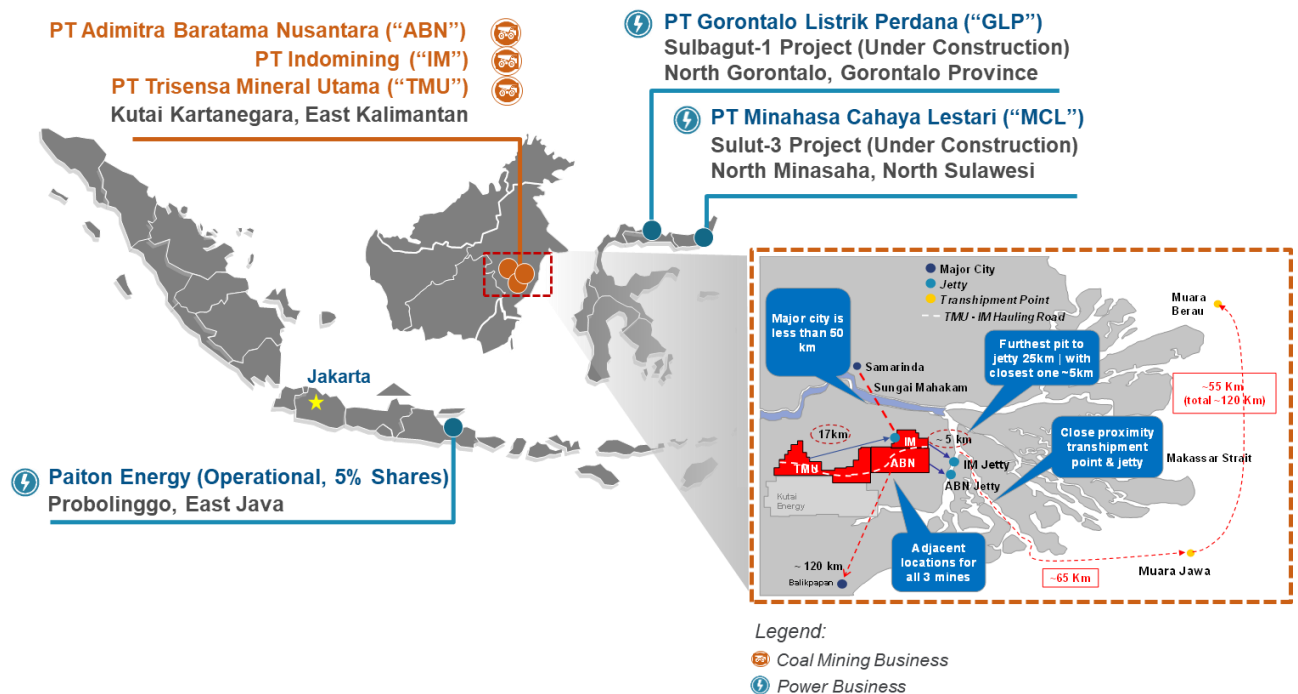 PT Adimitra Baratama Nusantara (“ABN”)
PT Indomining (“IM”)
PT Trisensa Mineral Utama (“TMU”)
Kutai Kartanegara, East Kalimantan
PT Gorontalo Listrik Perdana (“GLP”)
Sulbagut-1 Project (Under Construction)
North Gorontalo, Gorontalo Province
PT Minahasa Cahaya Lestari (“MCL”)
Sulut-3 Project (Under Construction)
North Minasaha, North Sulawesi
Jakarta
Paiton Energy (Operational, 5% Shares)
Probolinggo, East Java
Major City
Jetty
Transhipment Point
TMU - IM Hauling Road
Major city is
less than 50
km
Furthest pit to
jetty 25km | with
closest one ~5km
Muara
Berau
Samarinda
Sungai Mahakam
~55 Km
(total ~120 Km)
17km
IM
~ 5 km
Close proximity
transhipment
point & jetty
Makassar Strait
TMU
ABN
IM Jetty
ABN Jetty
Kutai
Energy
Adjacent
locations for
all 3 mines
~ 120 km
Balikpapan
~65 Km
Muara Jawa
Legend:
Coal Mining Business
Power Business